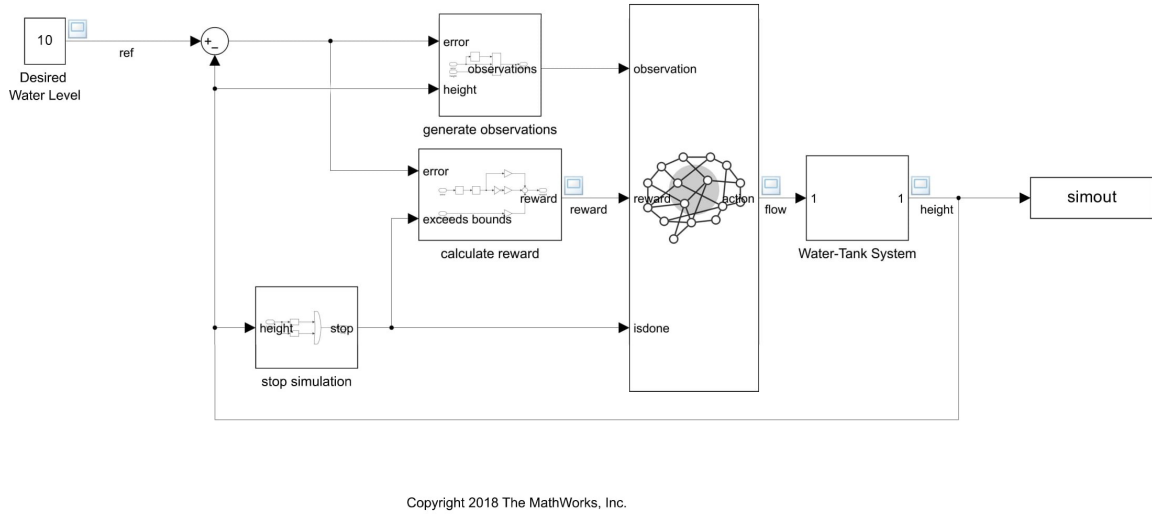 10
ref
Desired
Water Level
+
−
error
observations
height
generate observations
error
reward
exceeds bounds
calculate reward
reward
height
stop
stop simulation
observation
reward
action
isdone
flow
1
1
Water-Tank System
height
simout
Copyright 2018 The MathWorks, Inc.